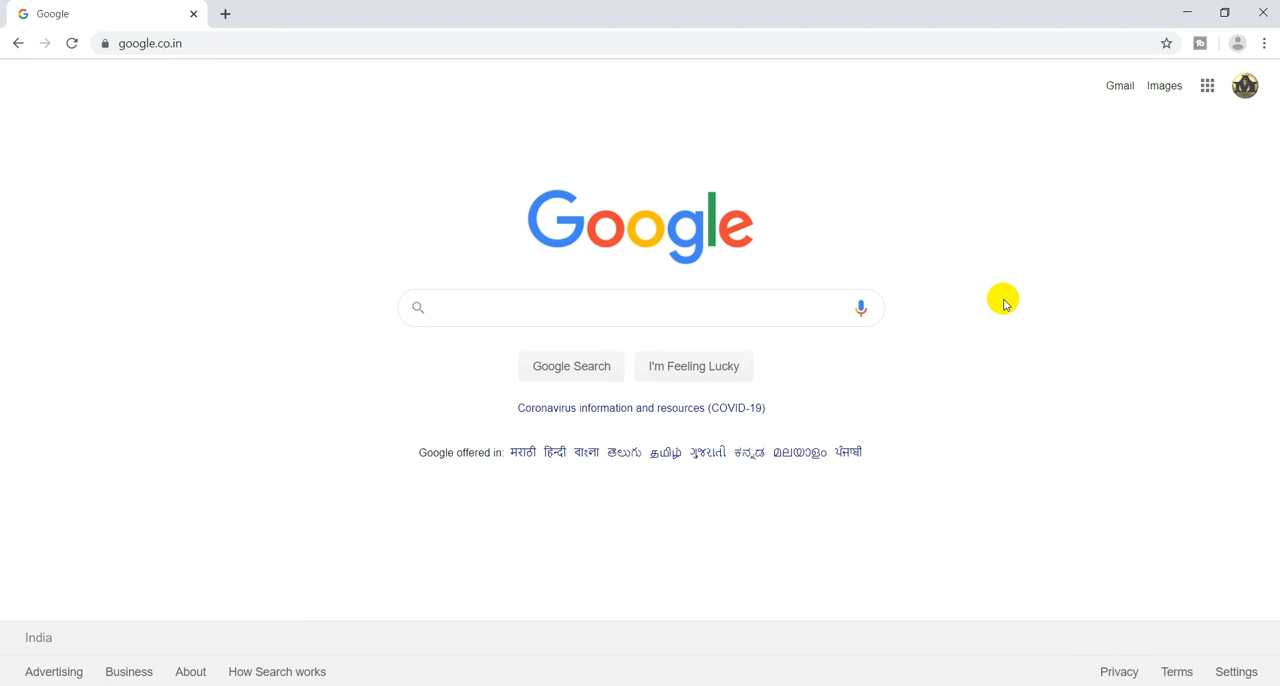 Google
google.co.in
Gmail Images
Google
Google Search I'm Feeling Lucky
Coronavirus information and resources (COVID-19)
Google offered in: मराठी हिन्दी বাংলা తెలుగు தமிழ் ગુજરાતી ಕನ್ನಡ മലയാളം ਪੰਜਾਬੀ
India
Advertising Business About How Search works Privacy Terms Settings